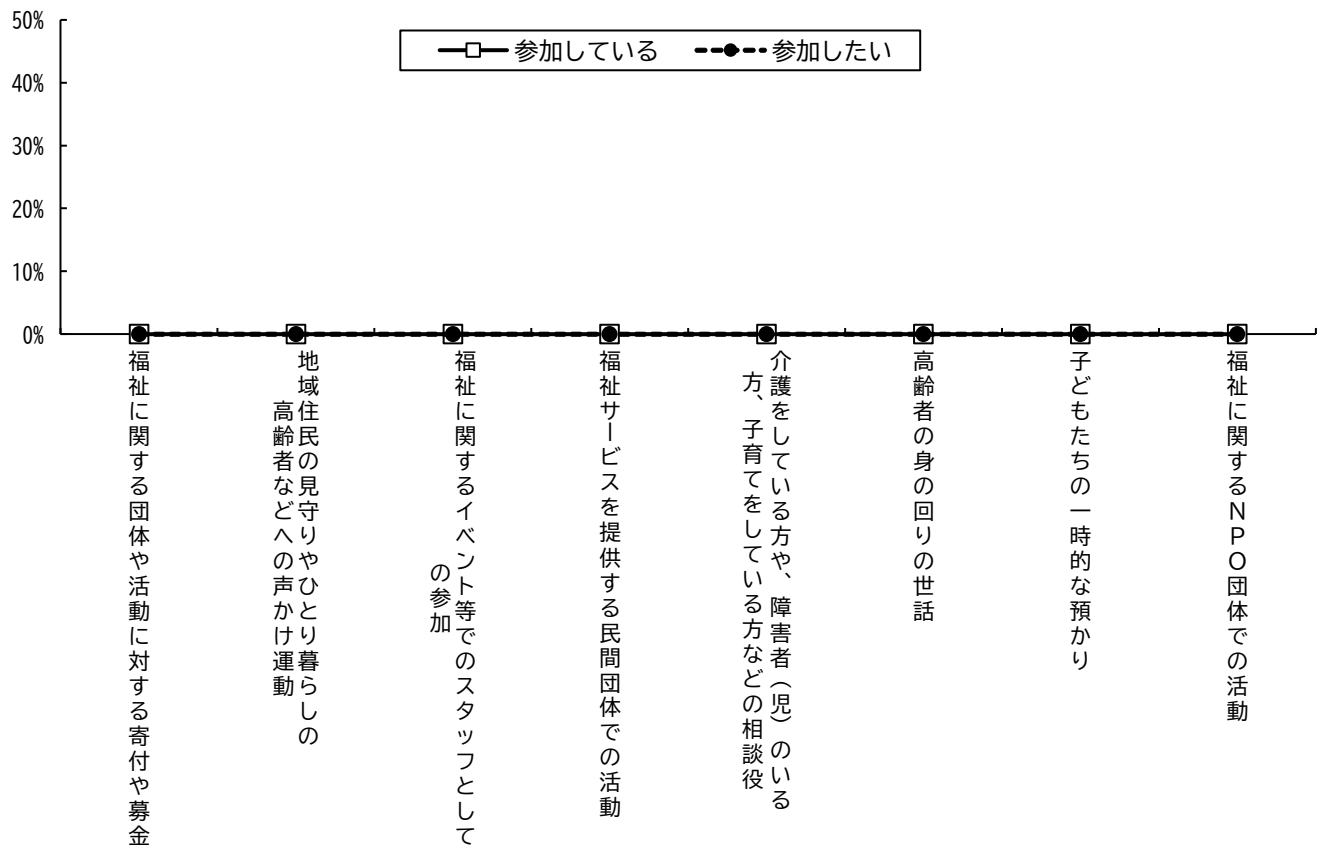 50%
40%
30%
20%
10%
0%
参加している
参加したい
福祉に関する団体や活動に対する寄付や募金
地域住民の見守りやひとり暮らしの
高齢者などへの声かけ運動
福祉に関するイベント等でのスタッフとして
の参加
福祉サービスを提供する民間団体での活動
介護をしている方や、障害者（児）のいる
方、子育てをしている方などの相談役
高齢者の身の回りの世話
子どもたちの一時的な預かり
福祉に関するＮＰＯ団体での活動